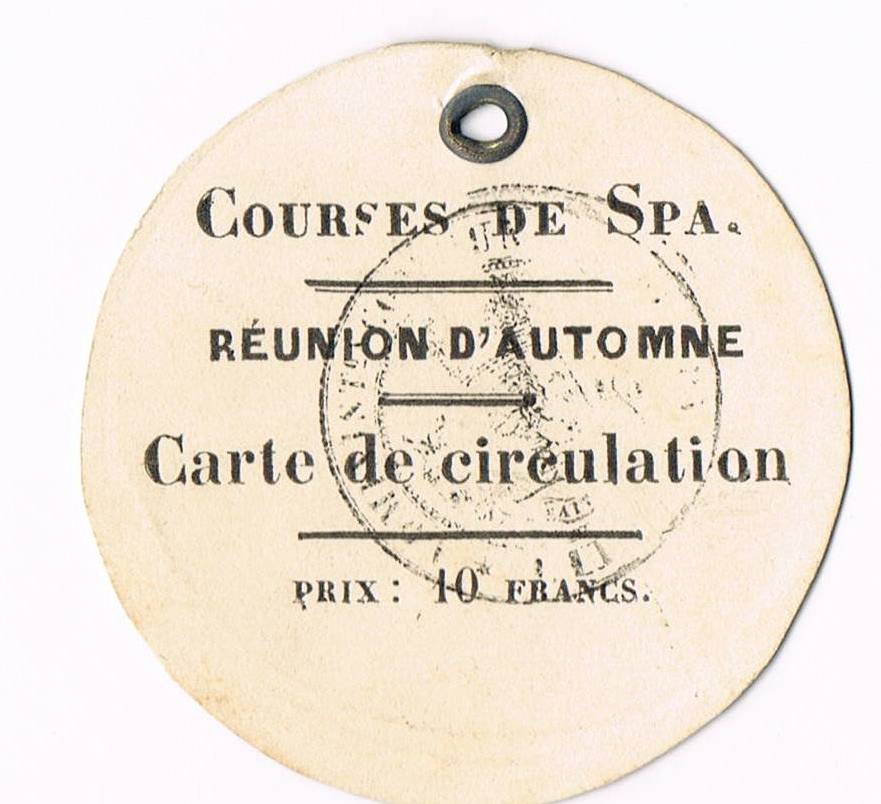 COURSES DE SPA.
RÉUNION D'AUTOMNE
Carte de circulation
PRIX: 10 FRANCS.